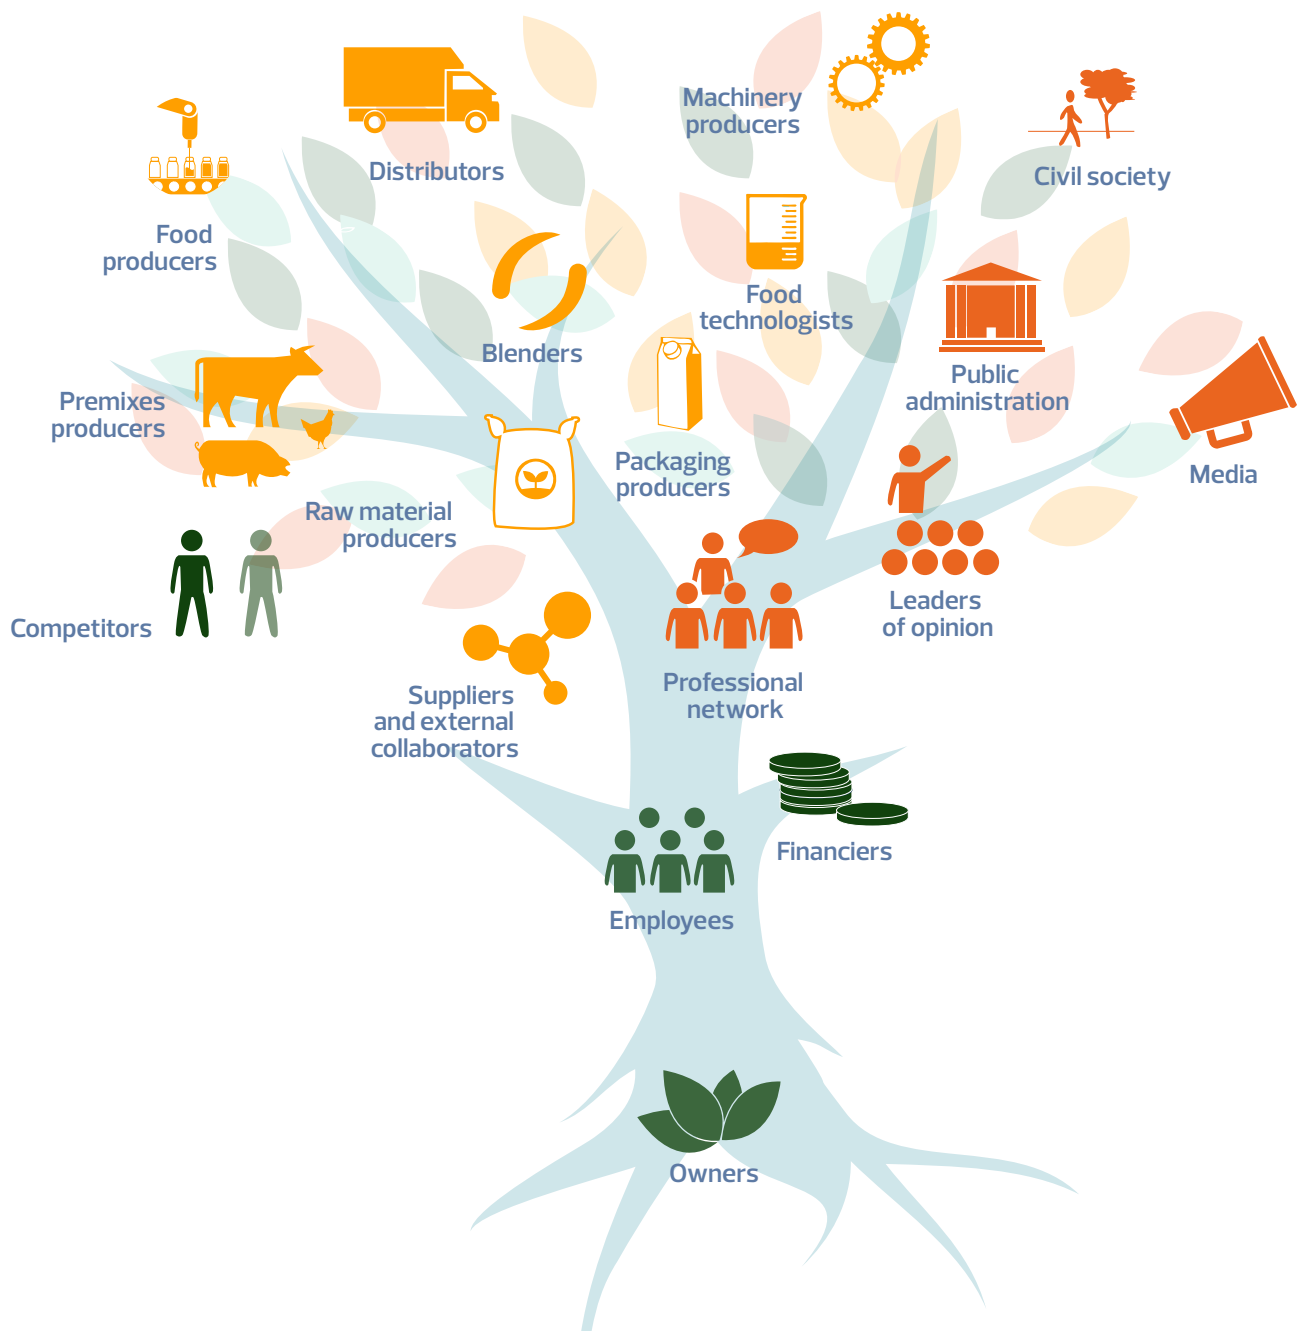 Machinery
producers
Distributors
Civil society
Food
producers
Food
technologists
Blenders
Public
administration
Premixes
producers
Packaging
producers
Media
Raw material
producers
Competitors
Leaders
of opinion
Suppliers
and external
collaborators
Professional
network
Financiers
Employees
Owners